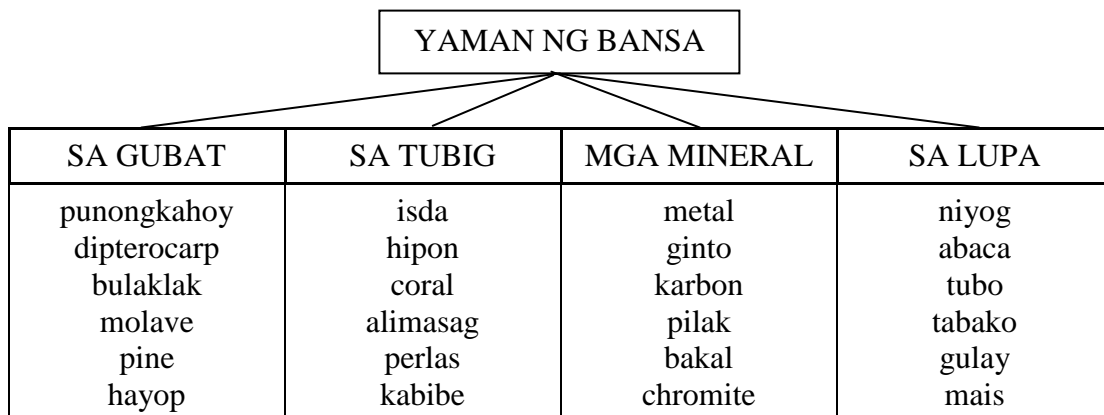 YAMAN NG BANSA
SA GUBAT SA TUBIG MGA MINERAL SA LUPA
punongkahoy isda metal niyog
dipterocarp hipon ginto abaca
bulaklak coral karbon tubo
molave alimasag pilak tabako
pine perlas bakal gulay
hayop kabibe chromite mais